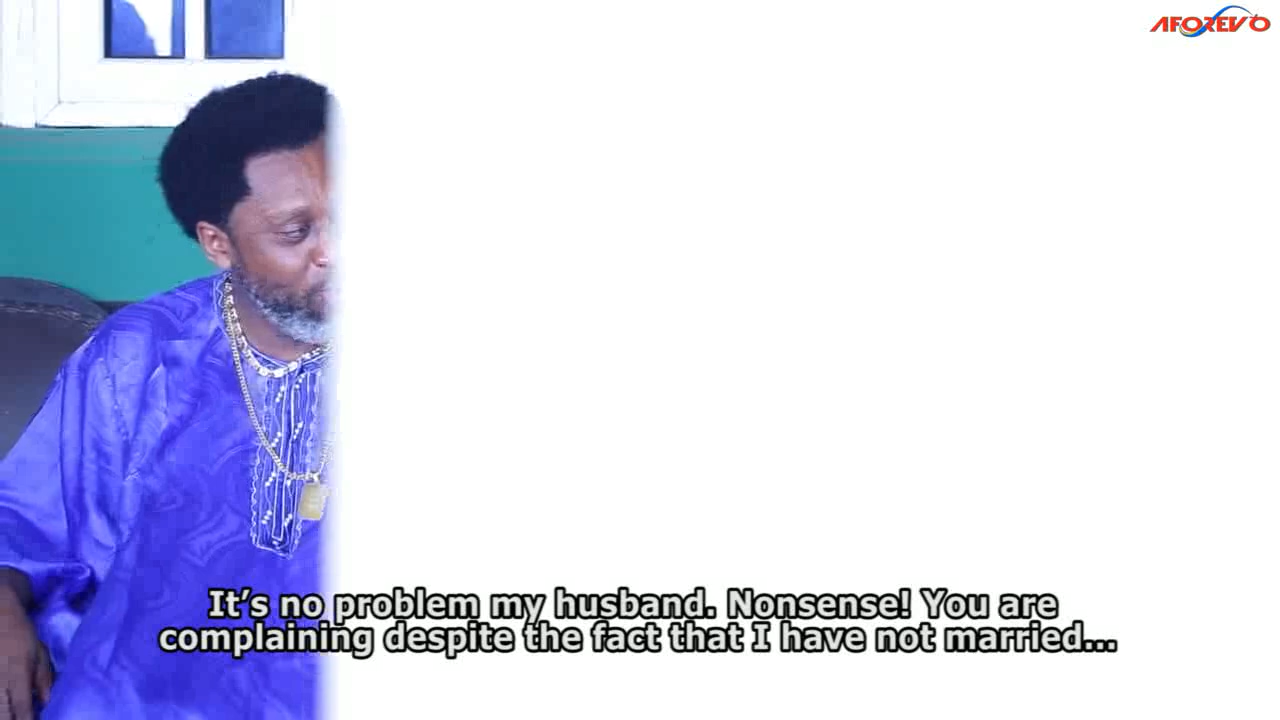 AFOREVO
It's no problem my husband. Nonsense! You are
complaining despite the fact that I have not married...